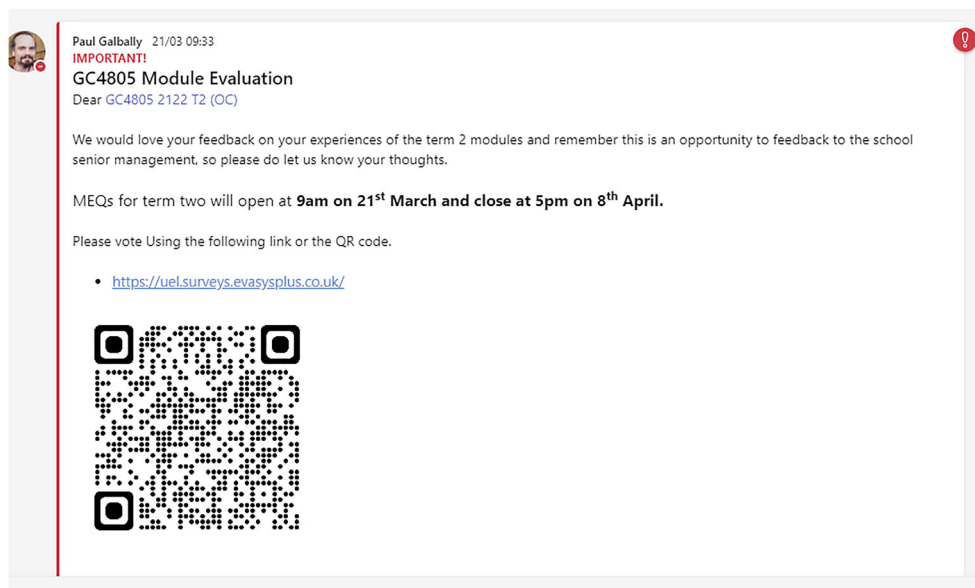 Paul Galbally 21/03 09:33
IMPORTANT!
GC4805 Module Evaluation
Dear GC4805 2122 T2 (OC)
We would love your feedback on your experiences of the term 2 modules and remember this is an opportunity to feedback to the school
senior management, so please do let us know your thoughts.
MEQs for term two will open at 9am on 21st March and close at 5pm on 8th April.
Please vote Using the following link or the QR code.
• https://uel.surveys.evasysplus.co.uk/